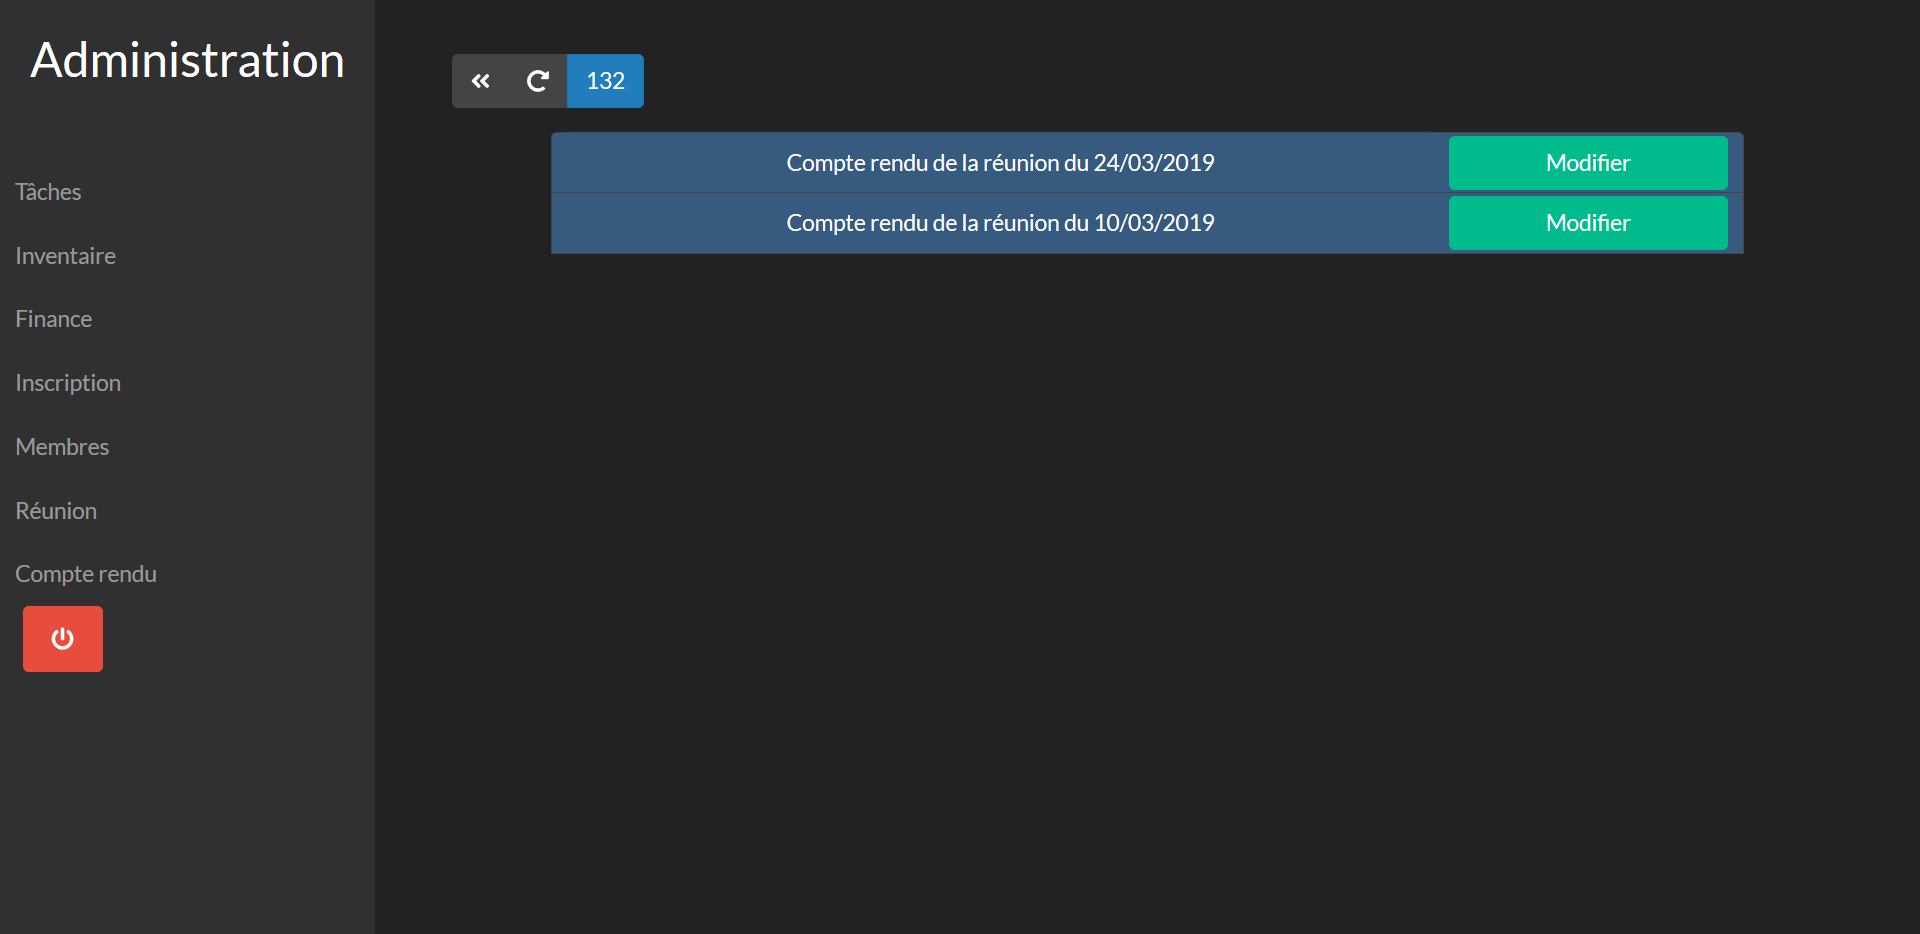 Administration
Tâches
Inventaire
Finance
Inscription
Membres
Réunion
Compte rendu
132
Compte rendu de la réunion du 24/03/2019 Modifier
Compte rendu de la réunion du 10/03/2019 Modifier